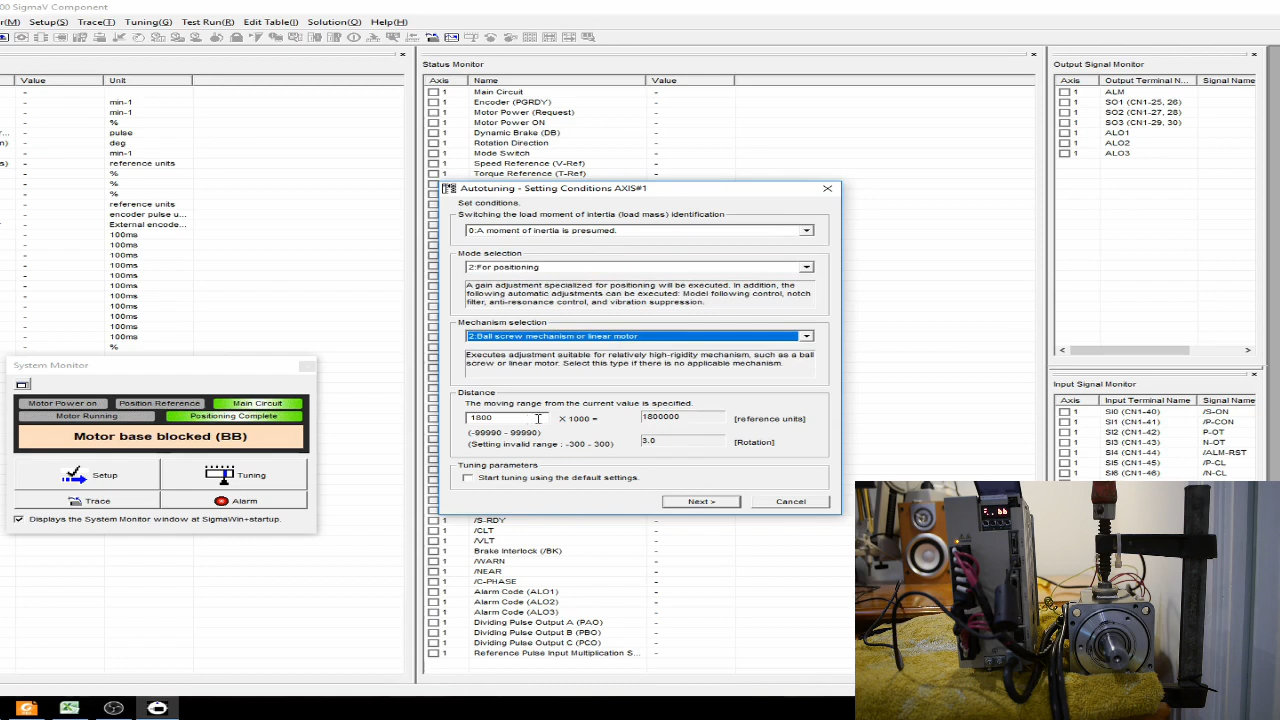 00 SigmaV Component
r(M) Setup(S) Trace(T) Tuning(G) Test Run(R) Edit Table(I) Solution(O) Help(H)
Value Unit
-
- min-1
- min-1
- %
- pulse
- deg
- min-1
s) - reference units
- %
- %
- %
- reference units
- encoder pulse u...
- External encode...
- 100ms
- 100ms
- 100ms
- 100ms
- 100ms
- 100ms
- 100ms
- 100ms
- 100ms
- 100ms
- 100ms
- %
Status Monitor
Axis Name Value
1 Main Circuit -
1 Encoder (PGRDY) -
1 Motor Power (Request) -
1 Motor Power ON -
1 Dynamic Brake (DB) -
1 Rotation Direction -
1 Mode Switch -
1 Speed Reference (V-Ref) -
1 Torque Reference (T-Ref) -
1 /S-RDY -
1 /CLT -
1 /VLT -
1 Brake Interlock (/BK) -
1 /WARN -
1 /NEAR -
1 /C-PHASE -
1 Alarm Code (ALO1) -
1 Alarm Code (ALO2) -
1 Alarm Code (ALO3) -
1 Dividing Pulse Output A (PAO) -
1 Dividing Pulse Output B (PBO) -
1 Dividing Pulse Output C (PCO) -
1 Reference Pulse Input Multiplication S... -
Output Signal Monitor
Axis Output Terminal N... Signal Name
1 ALM
1 SO1 (CN1-25, 26)
1 SO2 (CN1-27, 28)
1 SO3 (CN1-29, 30)
1 ALO1
1 ALO2
1 ALO3
Input Signal Monitor
Axis Input Terminal N... Signal Name
1 SI0 (CN1-40) /S-ON
1 SI1 (CN1-41) /P-CON
1 SI2 (CN1-42) P-OT
1 SI3 (CN1-43) N-OT
1 SI4 (CN1-44) /ALM-RST
1 SI5 (CN1-45) /P-CL
1 SI6 (CN1-46) /N-CL
Autotuning - Setting Conditions AXIS#1
Set conditions.
Switching the load moment of inertia (load mass) identification
0:A moment of inertia is presumed.
Mode selection
2:For positioning
A gain adjustment specialized for positioning will be executed. In addition, the
following automatic adjustments can be executed: Model following control, notch
filter, anti-resonance control, and vibration suppression.
Mechanism selection
2:Ball screw mechanism or linear motor
Executes adjustment suitable for relatively high-rigidity mechanism, such as a ball
screw or linear motor. Select this type if there is no applicable mechanism.
Distance
The moving range from the current value is specified.
1800 X 1000 = 1800000 [reference units]
(-99990 - 99990)
(Setting invalid range : -300 - 300) 3.0 [Rotation]
Tuning parameters
Start tuning using the default settings.
Next > Cancel
System Monitor
Motor Power on Position Reference Main Circuit
Motor Running Positioning Complete
Motor base blocked (BB)
Setup Tuning
Trace Alarm
Displays the System Monitor window at SigmaWin+startup.